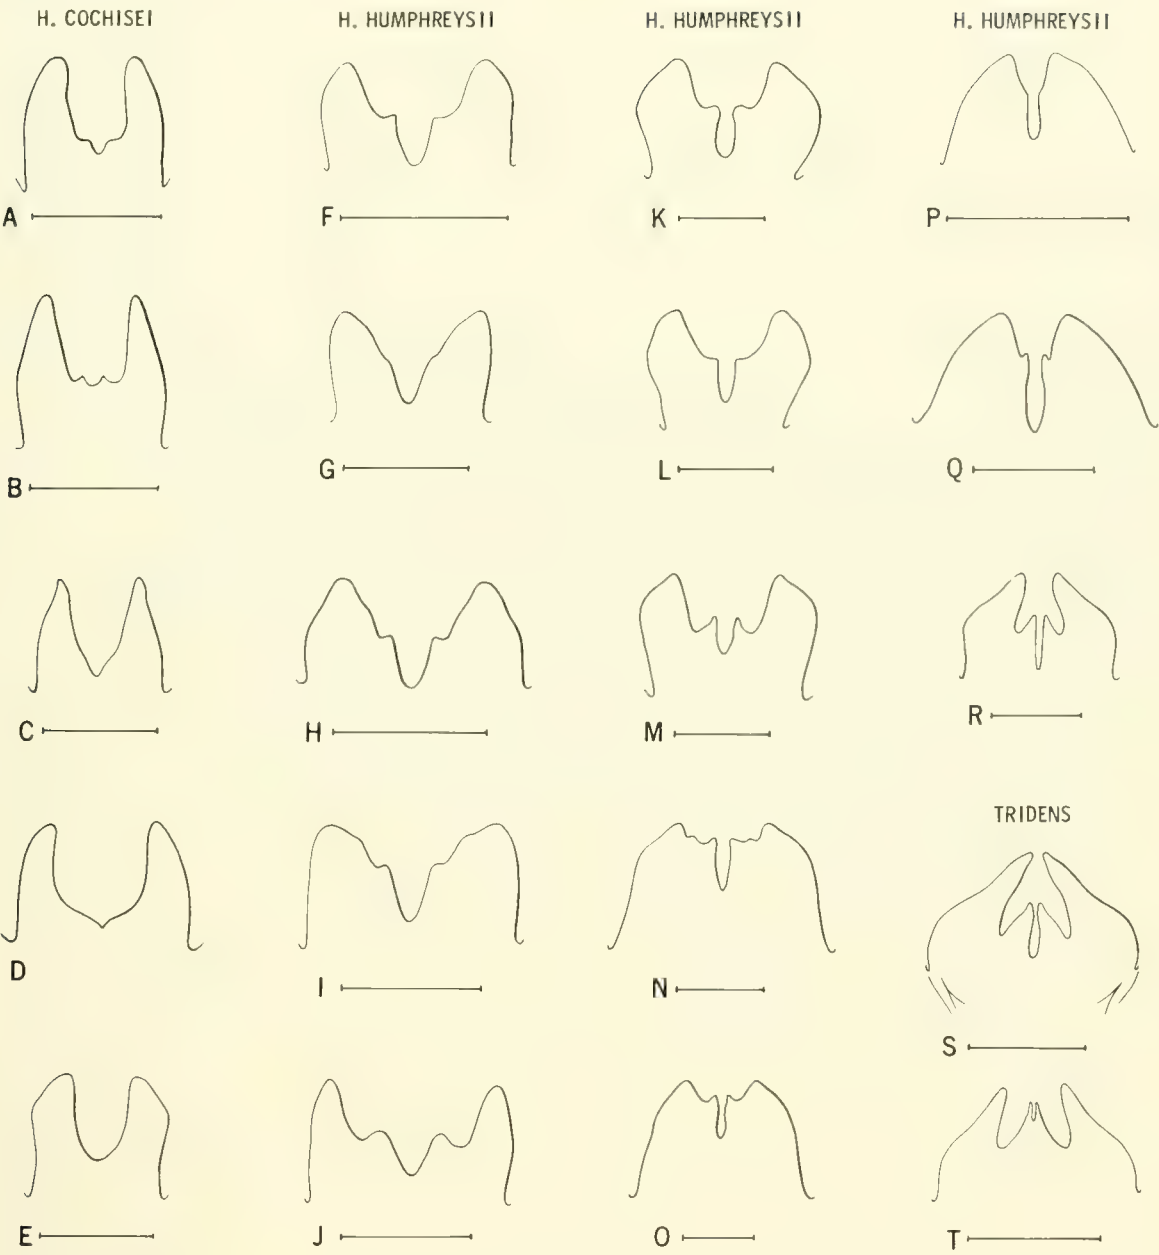 H. COCHISEI H. HUMPHREYSII H. HUMPHREYSII H. HUMPHREYSII
A F K P
B G L Q
C H M R
TRIDENS
D I N S
E J O T